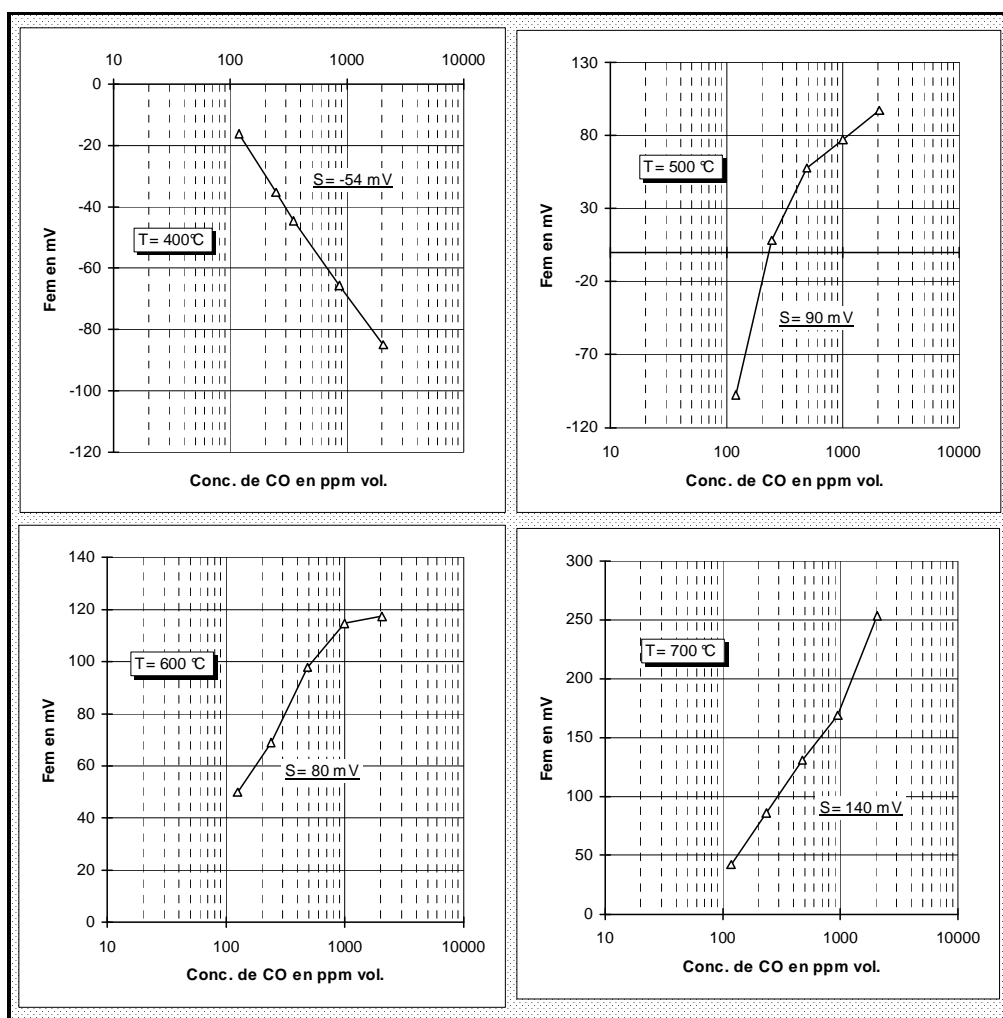 10 100 1000 10000
0
-20
-40
-60
-80
-100
-120
Fem en mV
S= -54 mV
T= 400°C
Conc. de CO en ppm vol.
130
80
30
-20
-70
-120
Fem en mV
T= 500 °C
S= 90 mV
10 100 1000 10000
Conc. de CO en ppm vol.
140
120
100
80
60
40
20
0
Fem en mV
T= 600 °C
S= 80 mV
10 100 1000 10000
Conc. de CO en ppm vol.
300
250
200
150
100
50
0
Fem en mV
T= 700 °C
S= 140 mV
10 100 1000 10000
Conc. de CO en ppm vol.